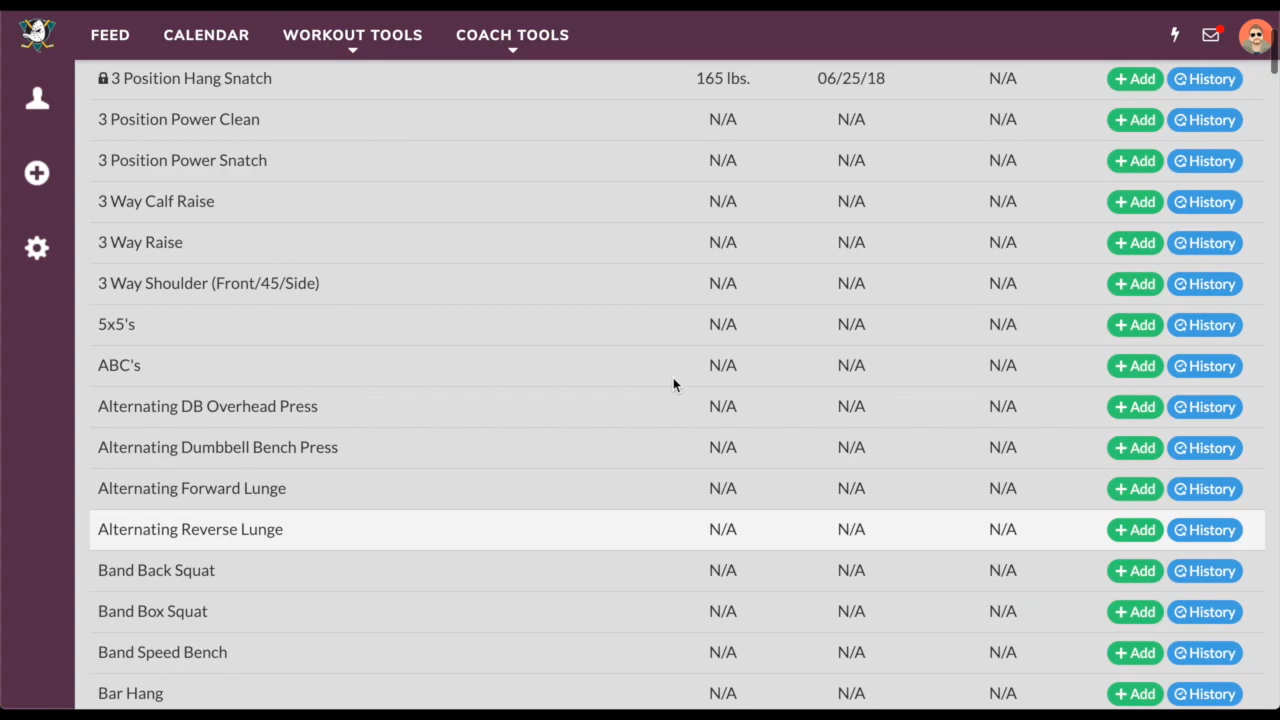 FEED CALENDAR WORKOUT TOOLS COACH TOOLS
3 Position Hang Snatch 165 lbs. 06/25/18 N/A + Add History
3 Position Power Clean N/A N/A N/A + Add History
3 Position Power Snatch N/A N/A N/A + Add History
3 Way Calf Raise N/A N/A N/A + Add History
3 Way Raise N/A N/A N/A + Add History
3 Way Shoulder (Front/45/Side) N/A N/A N/A + Add History
5x5's N/A N/A N/A + Add History
ABC's N/A N/A N/A + Add History
Alternating DB Overhead Press N/A N/A N/A + Add History
Alternating Dumbbell Bench Press N/A N/A N/A + Add History
Alternating Forward Lunge N/A N/A N/A + Add History
Alternating Reverse Lunge N/A N/A N/A + Add History
Band Back Squat N/A N/A N/A + Add History
Band Box Squat N/A N/A N/A + Add History
Band Speed Bench N/A N/A N/A + Add History
Bar Hang N/A N/A N/A + Add History